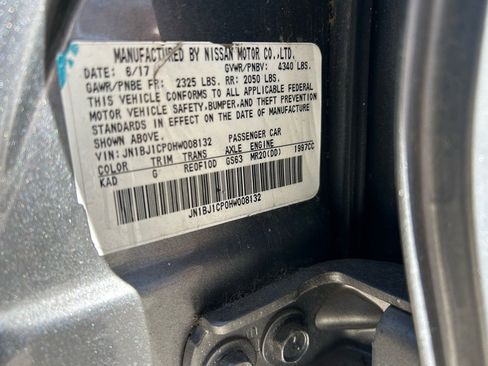 MANUFACTURED BY NISSAN MOTOR CO.,LTD.
DATE: 6/17 GVWR/PNBV: 4340 LBS.
GAWR/PNBE FR: 2325 LBS. RR: 2050 LBS.
THIS VEHICLE CONFORMS TO ALL APPLICABLE FEDERAL
MOTOR VEHICLE SAFETY,BUMPER,AND THEFT PREVENTION
STANDARDS IN EFFECT ON THE DATE OF MANUFACTURE
SHOWN ABOVE.
VIN: JN1BJ1CP0HW008132 PASSENGER CAR
COLOR TRIM TRANS AXLE ENGINE
KAD G RE0F10D GS63 MR20(DD) 1997CC
JN1BJ1CP0HW008132